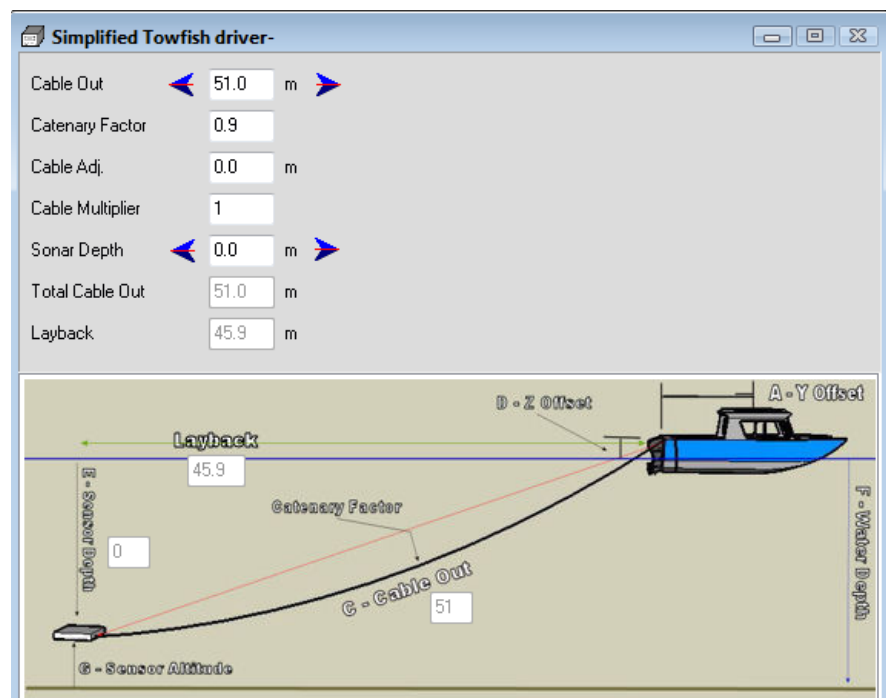 Simplified Towfish driver-
Cable Out 51.0 m
Catenary Factor 0.9
Cable Adj. 0.0 m
Cable Multiplier 1
Sonar Depth 0.0 m
Total Cable Out 51.0 m
Layback 45.9 m
A - Y Offset
D - Z Offset
Layback
45.9
E - Sensor Depth
0
Catenary Factor
C - Cable Out
51
F - Water Depth
G - Sensor Altitude